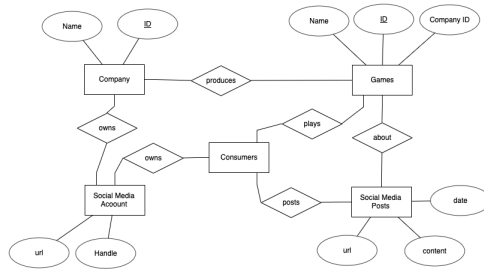 Name
ID
Name
ID
Company ID
Company
produces
Games
owns
plays
about
owns
Consumers
Social Media
Acoount
posts
Social Media
Posts
date
url
Handle
url
content